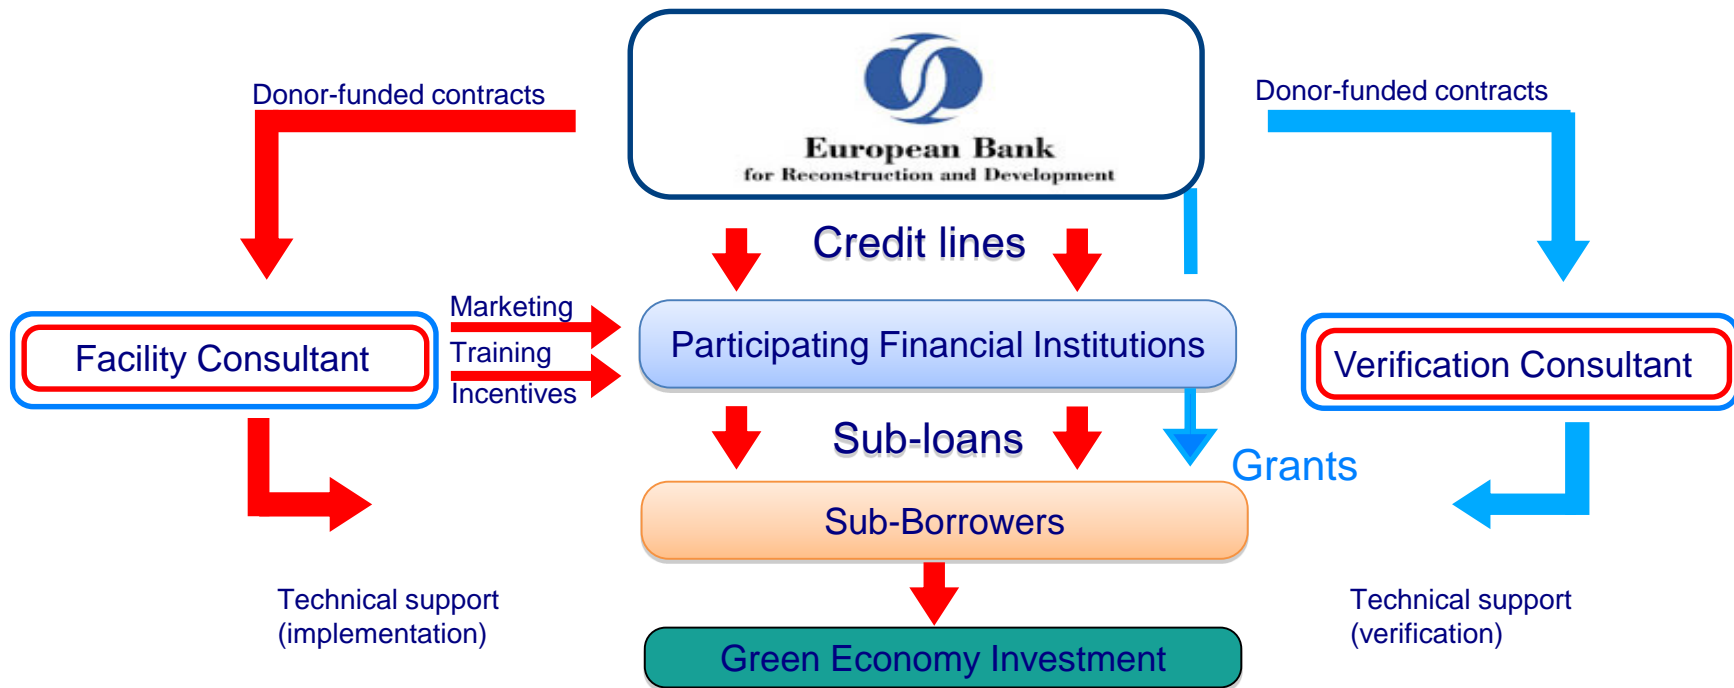 Donor-funded contracts
European Bank
for Reconstruction and Development
Donor-funded contracts
Credit lines
Marketing
Training
Incentives
Facility Consultant
Participating Financial Institutions
Verification Consultant
Sub-loans
Grants
Sub-Borrowers
Technical support
(implementation)
Technical support
(verification)
Green Economy Investment